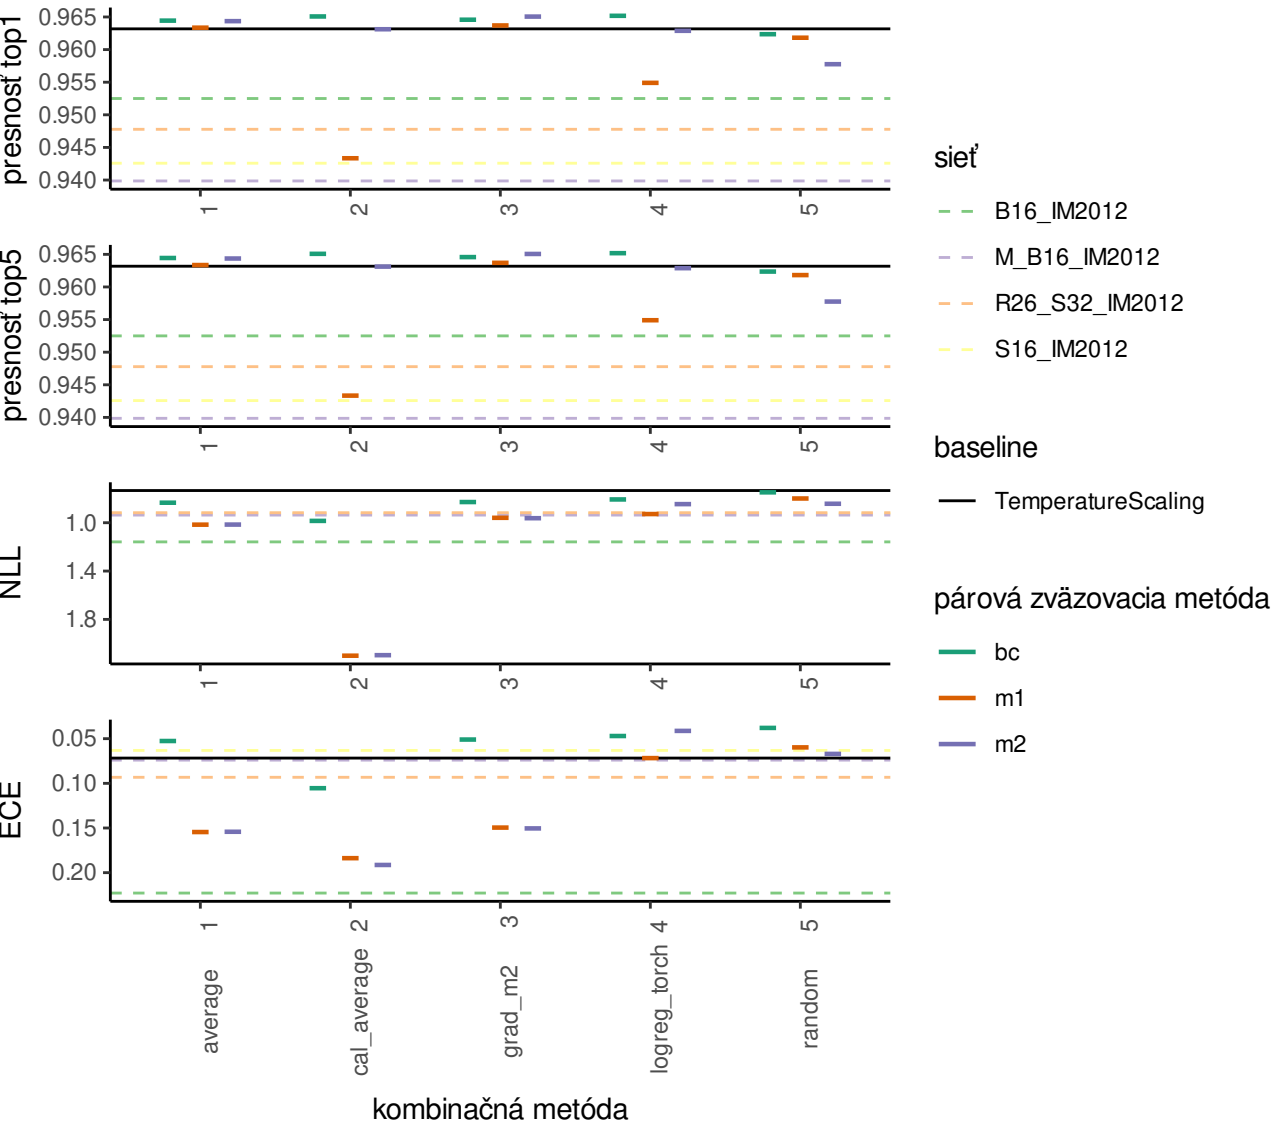 presnosť top1
0.965
0.960
0.955
0.950
0.945
0.940
1 2 3 4 5
presnosť top5
0.965
0.960
0.955
0.950
0.945
0.940
1 2 3 4 5
NLL
1.0
1.4
1.8
1 2 3 4 5
ECE
0.05
0.10
0.15
0.20
1 2 3 4 5
average
cal_average
grad_m2
logreg_torch
random
kombinačná metóda
sieť
B16_IM2012
M_B16_IM2012
R26_S32_IM2012
S16_IM2012
baseline
TemperatureScaling
párová zväzovacia metóda
bc
m1
m2